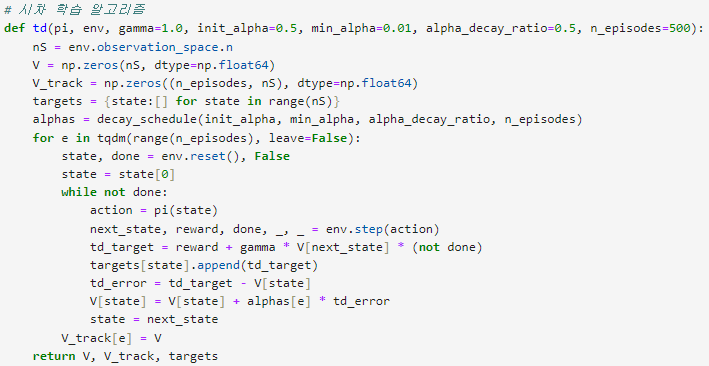 # 시차 학습 알고리즘
def td(pi, env, gamma=1.0, init_alpha=0.5, min_alpha=0.01, alpha_decay_ratio=0.5, n_episodes=500):
    nS = env.observation_space.n
    V = np.zeros(nS, dtype=np.float64)
    V_track = np.zeros((n_episodes, nS), dtype=np.float64)
    targets = {state:[] for state in range(nS)}
    alphas = decay_schedule(init_alpha, min_alpha, alpha_decay_ratio, n_episodes)
    for e in tqdm(range(n_episodes), leave=False):
        state, done = env.reset(), False
        state = state[0]
        while not done:
            action = pi(state)
            next_state, reward, done, _, _ = env.step(action)
            td_target = reward + gamma * V[next_state] * (not done)
            targets[state].append(td_target)
            td_error = td_target - V[state]
            V[state] = V[state] + alphas[e] * td_error
            state = next_state
        V_track[e] = V
    return V, V_track, targets